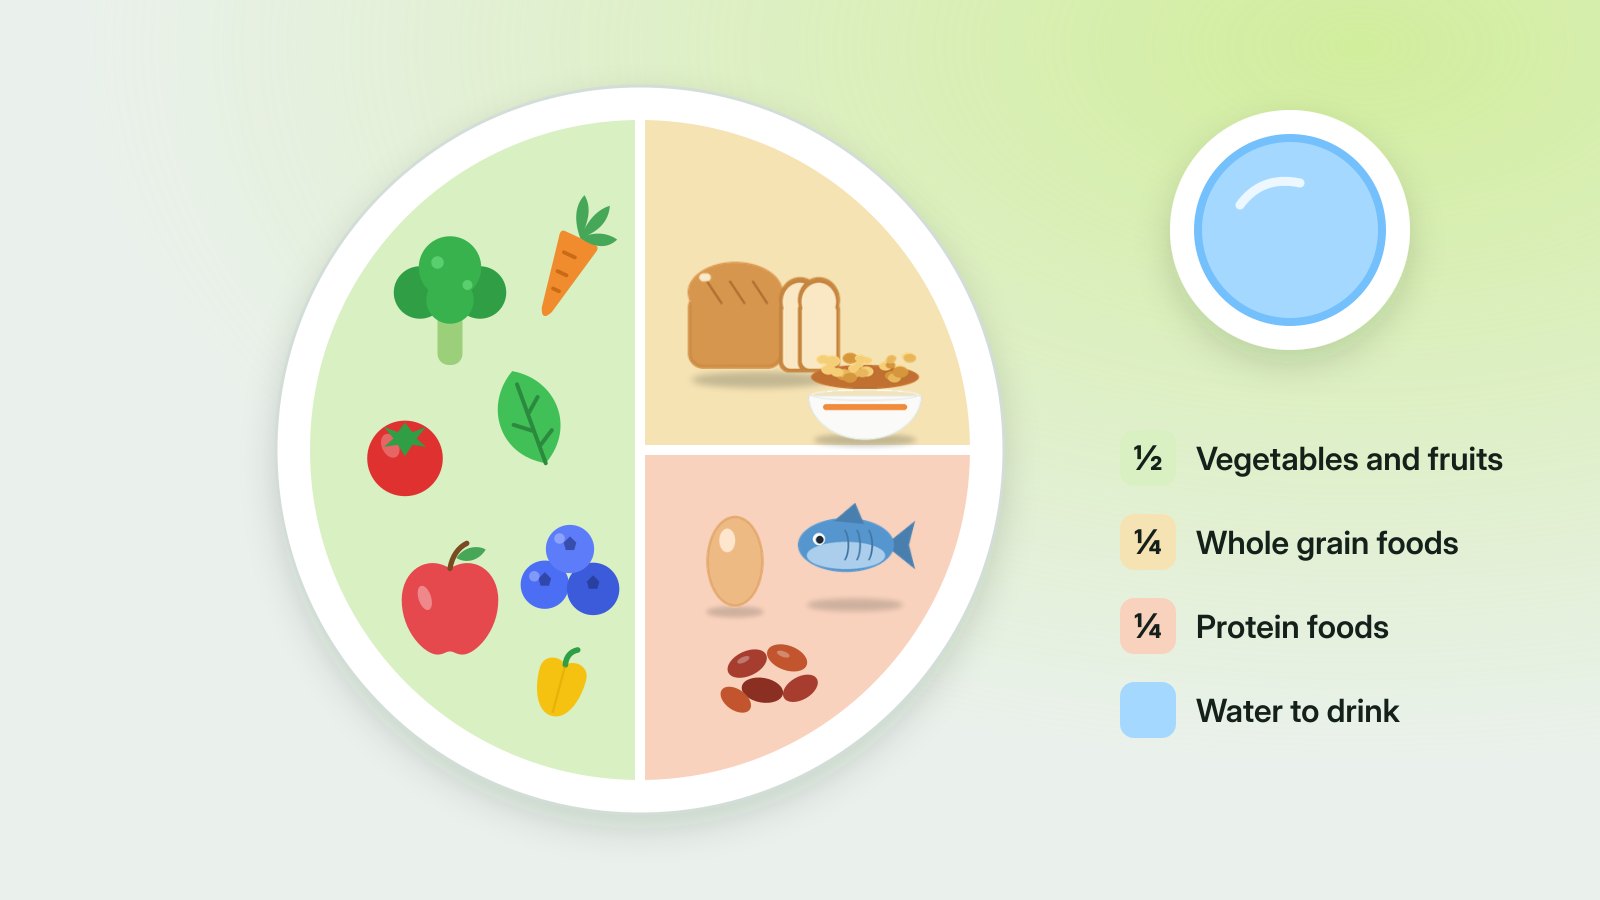 ½ Vegetables and fruits
¼ Whole grain foods
¼ Protein foods
Water to drink